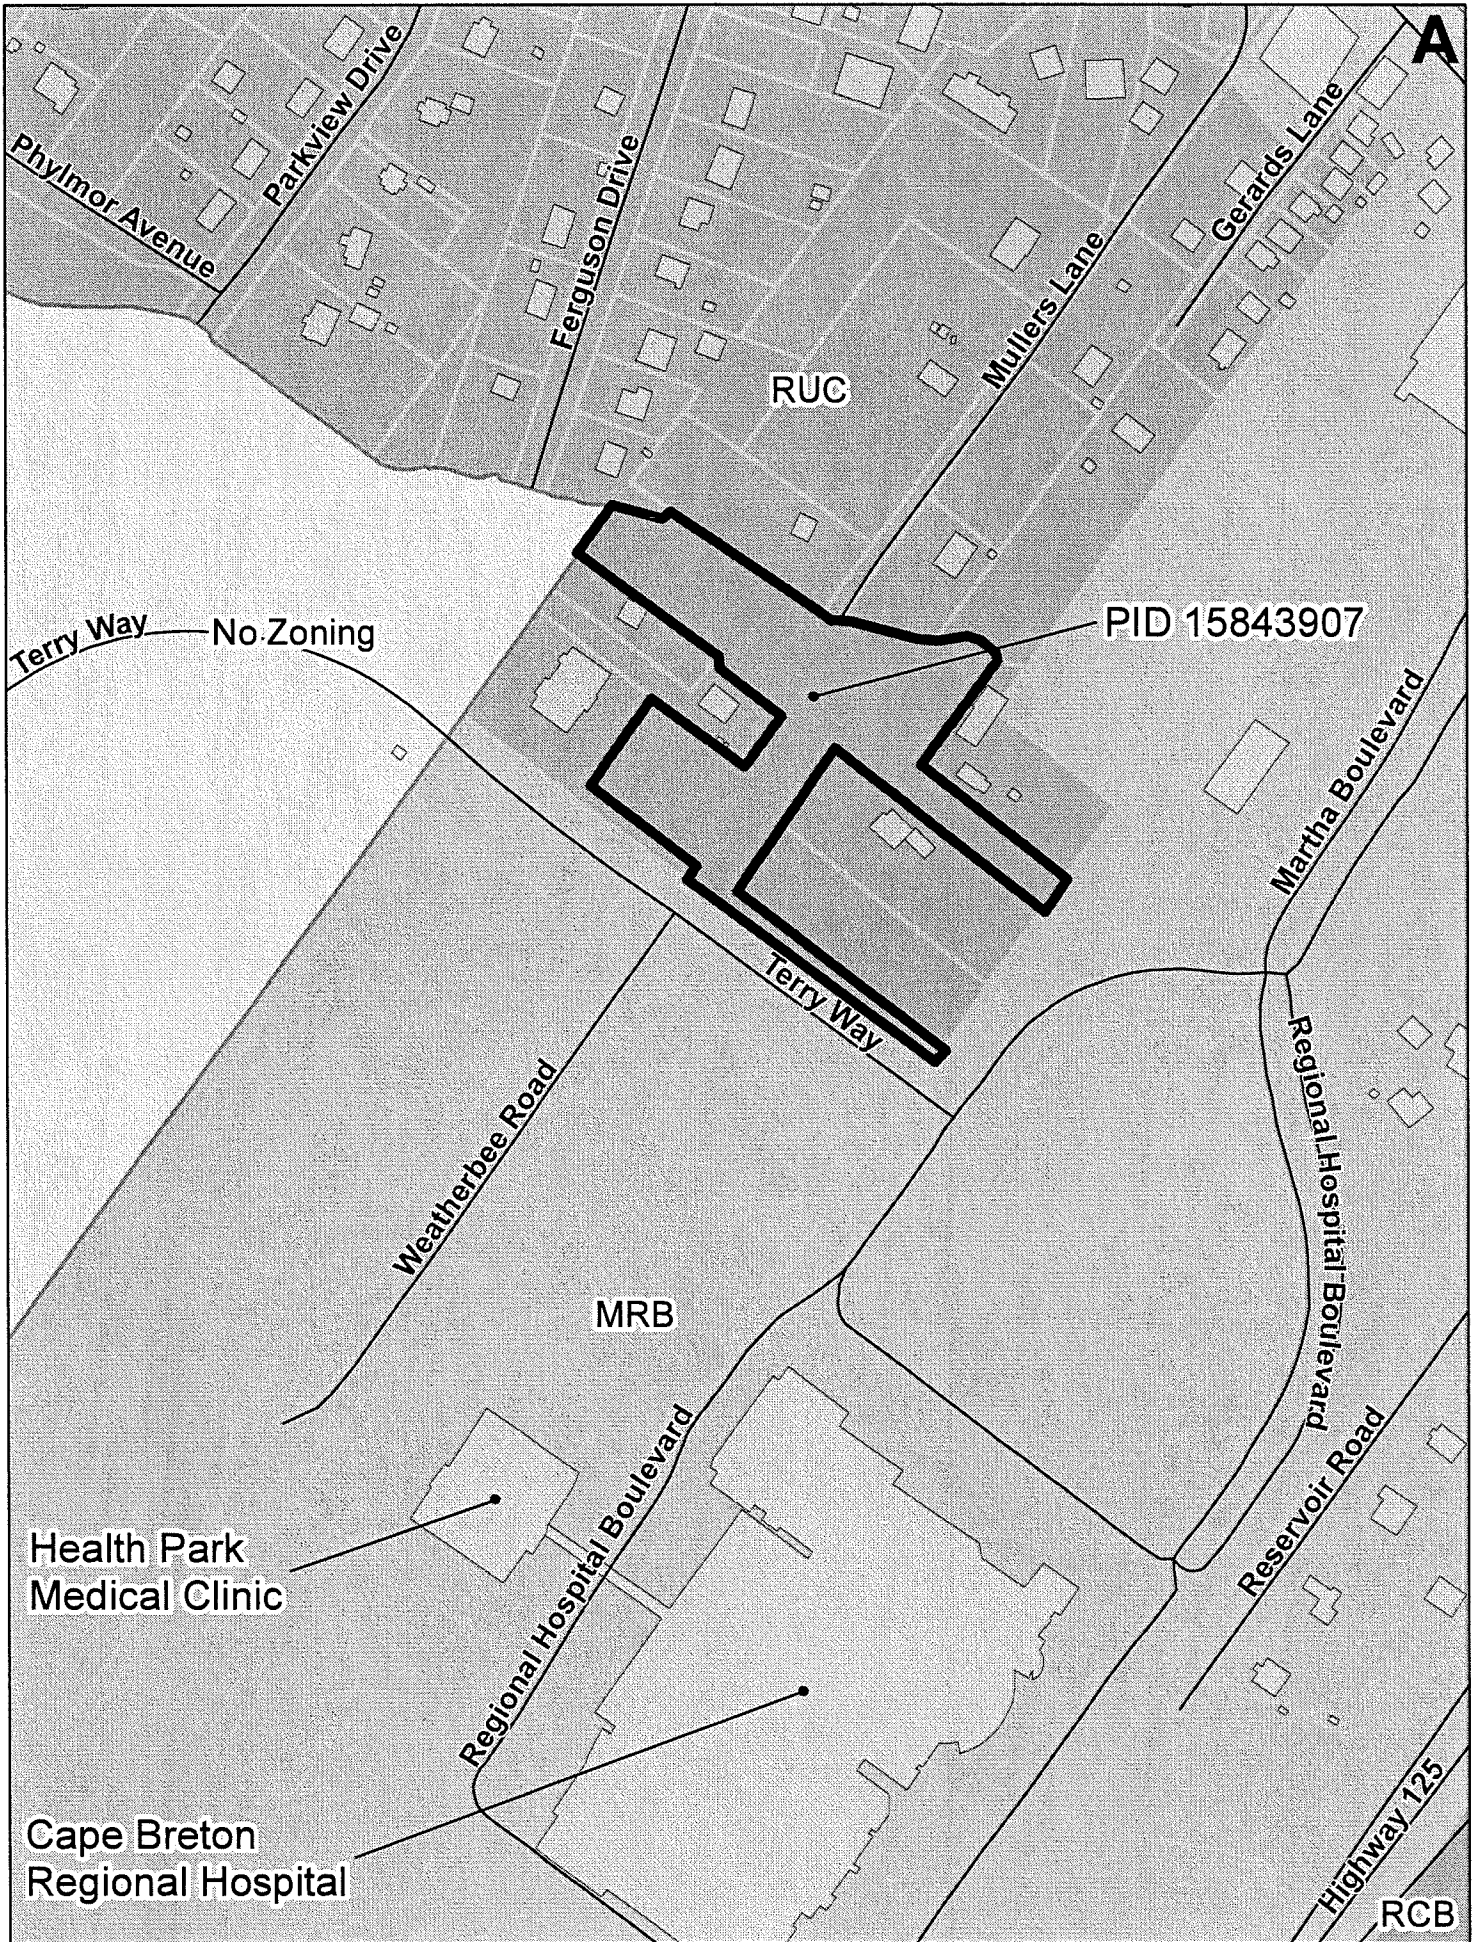 A
Parkview Drive
Phylmor Avenue
Ferguson Drive
Gerards Lane
Mullers Lane
RUC
PID 15843907
Terry Way
No Zoning
Martha Boulevard
Terry Way
Regional Hospital Boulevard
Weatherbee Road
MRB
Regional Hospital Boulevard
Reservoir Road
Health Park
Medical Clinic
Cape Breton
Regional Hospital
Highway 125
RCB